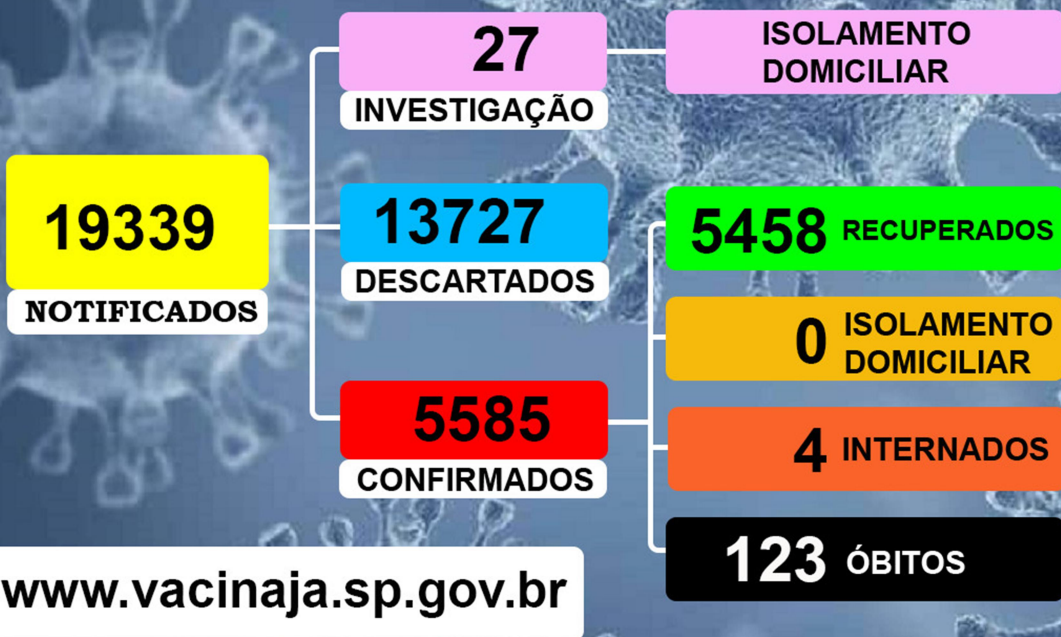 27
INVESTIGAÇÃO
ISOLAMENTO
DOMICILIAR
19339
NOTIFICADOS
13727
DESCARTADOS
5585
CONFIRMADOS
5458 RECUPERADOS
0 ISOLAMENTO
DOMICILIAR
4 INTERNADOS
123 ÓBITOS
www.vacinaja.sp.gov.br